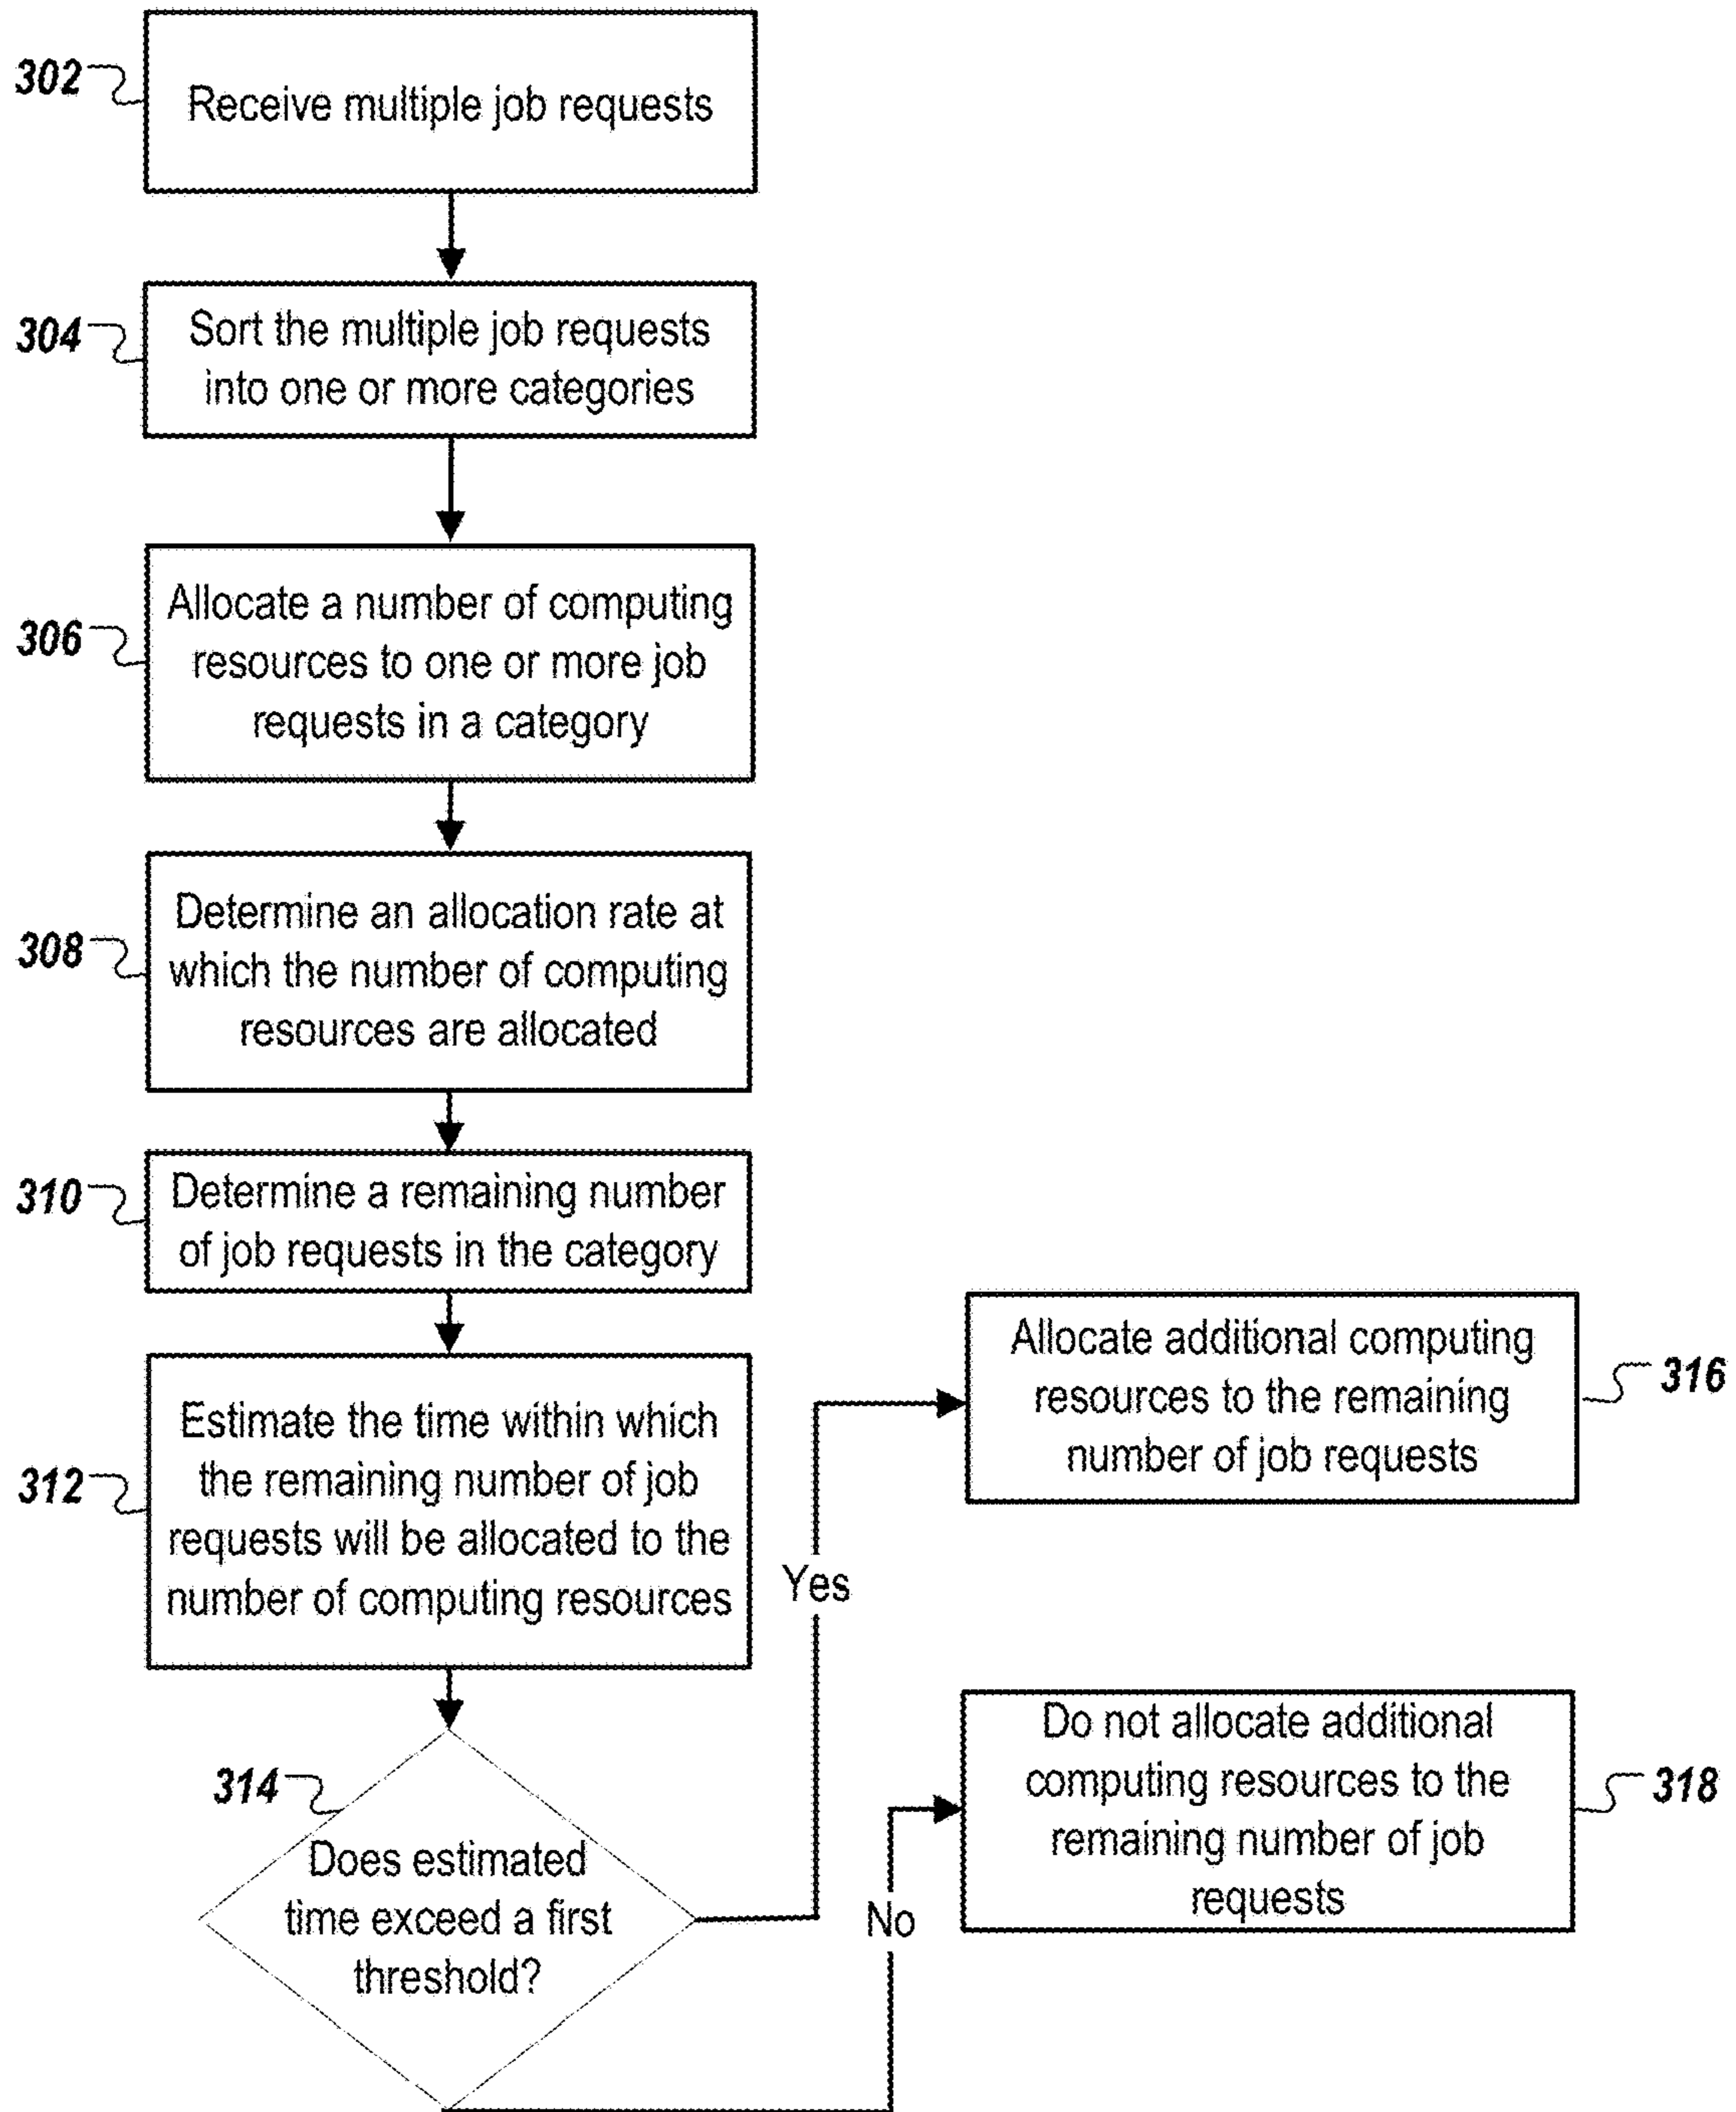 302
Receive multiple job requests
304
Sort the multiple job requests
into one or more categories
306
Allocate a number of computing
resources to one or more job
requests in a category
308
Determine an allocation rate at
which the number of computing
resources are allocated
310
Determine a remaining number
of job requests in the category
312
Estimate the time within which
the remaining number of job
requests will be allocated to the
number of computing resources
314
Does estimated
time exceed a first
threshold?
Yes
Allocate additional computing
resources to the remaining
number of job requests
316
No
Do not allocate additional
computing resources to the
remaining number of job
requests
318